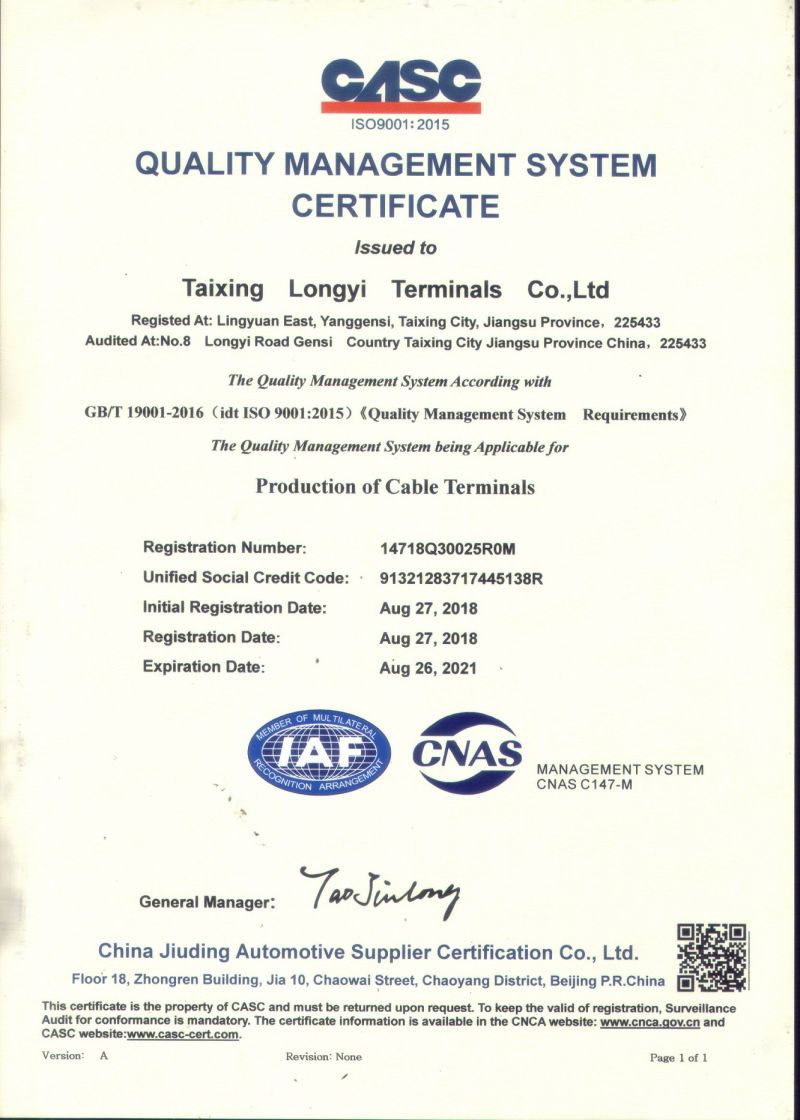 CASC
ISO9001:2015
QUALITY MANAGEMENT SYSTEM
CERTIFICATE
Issued to
Taixing Longyi Terminals Co.,Ltd
Registed At: Lingyuan East, Yanggensi, Taixing City, Jiangsu Province，225433
Audited At:No.8 Longyi Road Gensi Country Taixing City Jiangsu Province China，225433
The Quality Management System According with
GB/T 19001-2016（idt ISO 9001:2015）《Quality Management System Requirements》
The Quality Management System being Applicable for
Production of Cable Terminals
Registration Number: 14718Q30025R0M
Unified Social Credit Code: 91321283717445138R
Initial Registration Date: Aug 27, 2018
Registration Date: Aug 27, 2018
Expiration Date: Aug 26, 2021
MEMBER OF MULTILATERAL
IAF
RECOGNITION ARRANGEMENT
CNAS
MANAGEMENT SYSTEM
CNAS C147-M
General Manager: Yao Jinlong
China Jiuding Automotive Supplier Certification Co., Ltd.
Floor 18, Zhongren Building, Jia 10, Chaowai Street, Chaoyang District, Beijing P.R.China
This certificate is the property of CASC and must be returned upon request. To keep the valid of registration, Surveillance
Audit for conformance is mandatory. The certificate information is available in the CNCA website: www.cnca.gov.cn and
CASC website:www.casc-cert.com.
Version: A Revision: None Page 1 of 1